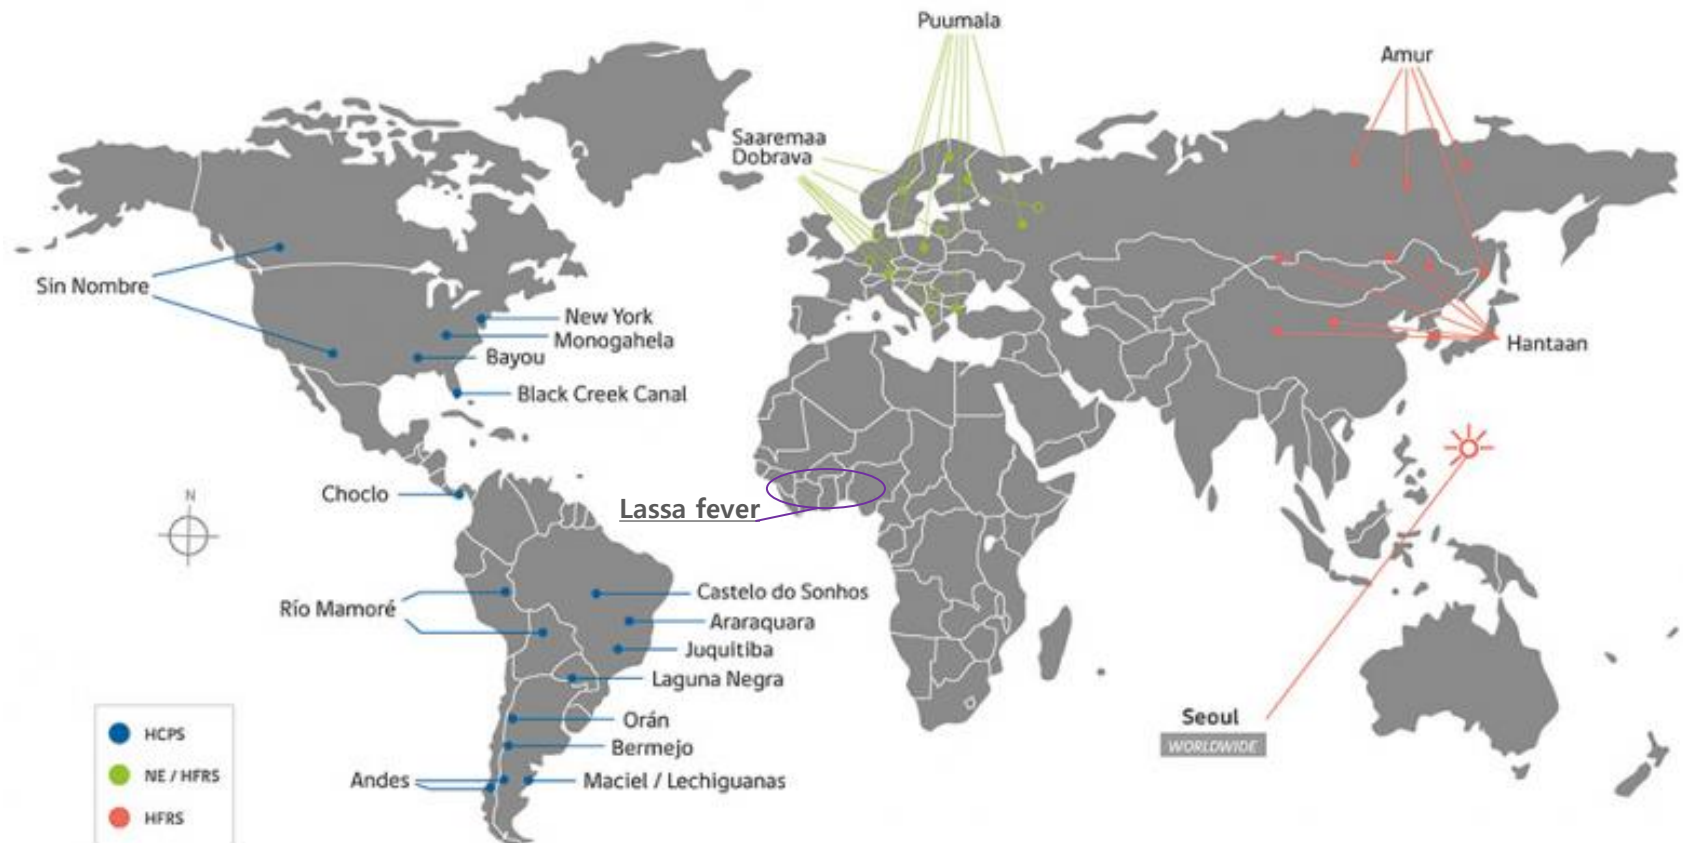 Puumala
Amur
Saaremaa
Dobrava
Sin Nombre
New York
Monogahela
Bayou
Black Creek Canal
Hantaan
Choclo
N
Lassa fever
Río Mamoré
Castelo do Sonhos
Araraquara
Juquitiba
Laguna Negra
Orán
Bermejo
Andes
Maciel / Lechiguanas
Seoul
WORLDWIDE
HCPS
NE / HFRS
HFRS